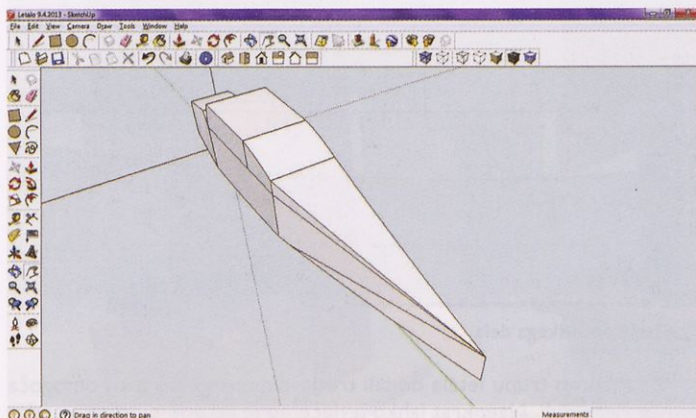 Letalo 9.4.2013 - SketchUp
File Edit View Camera Draw Tools Window Help
Drag in direction to pan
Measurements